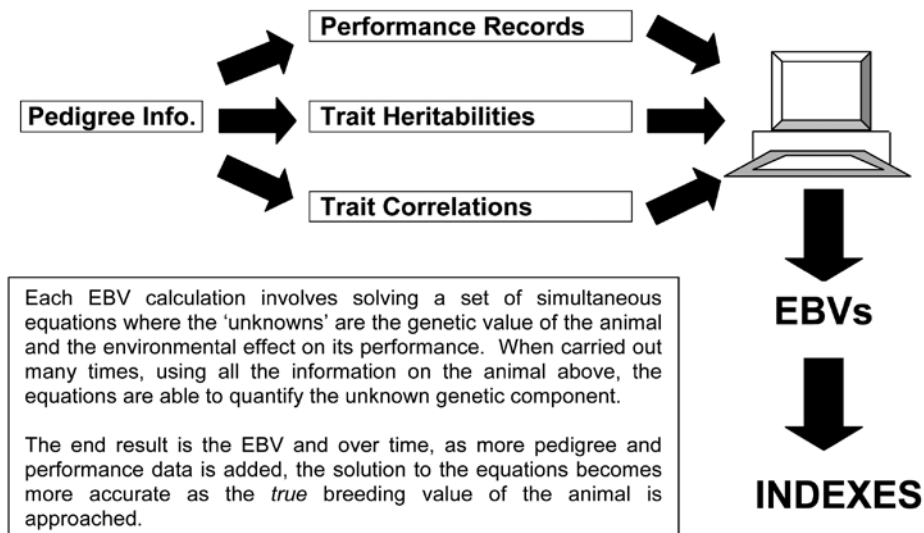 Performance Records
Pedigree Info.
Trait Heritabilities
Trait Correlations
Each EBV calculation involves solving a set of simultaneous
equations where the ‘unknowns’ are the genetic value of the animal
and the environmental effect on its performance. When carried out
many times, using all the information on the animal above, the
equations are able to quantify the unknown genetic component.
The end result is the EBV and over time, as more pedigree and
performance data is added, the solution to the equations becomes
more accurate as the true breeding value of the animal is
approached.
EBVs
INDEXES